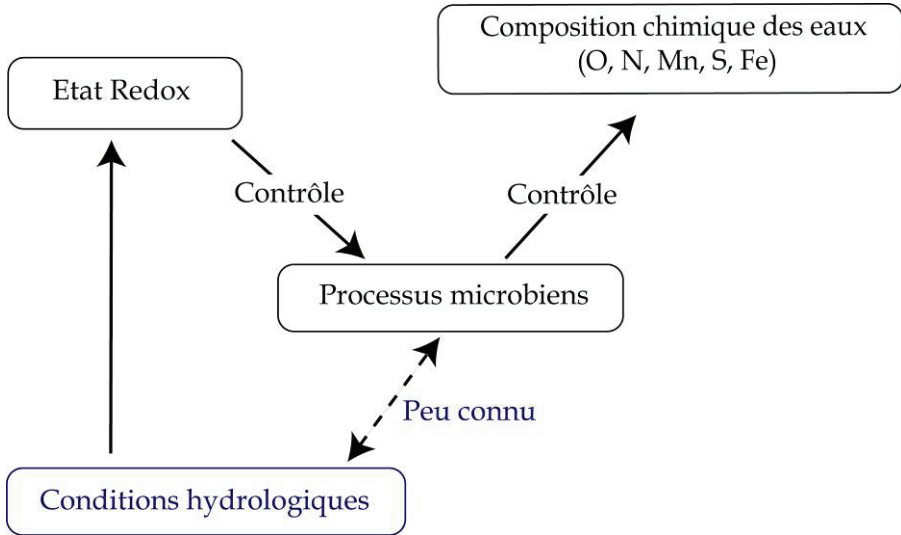 Composition chimique des eaux
(O, N, Mn, S, Fe)
Etat Redox
Contrôle
Contrôle
Processus microbiens
Peu connu
Conditions hydrologiques